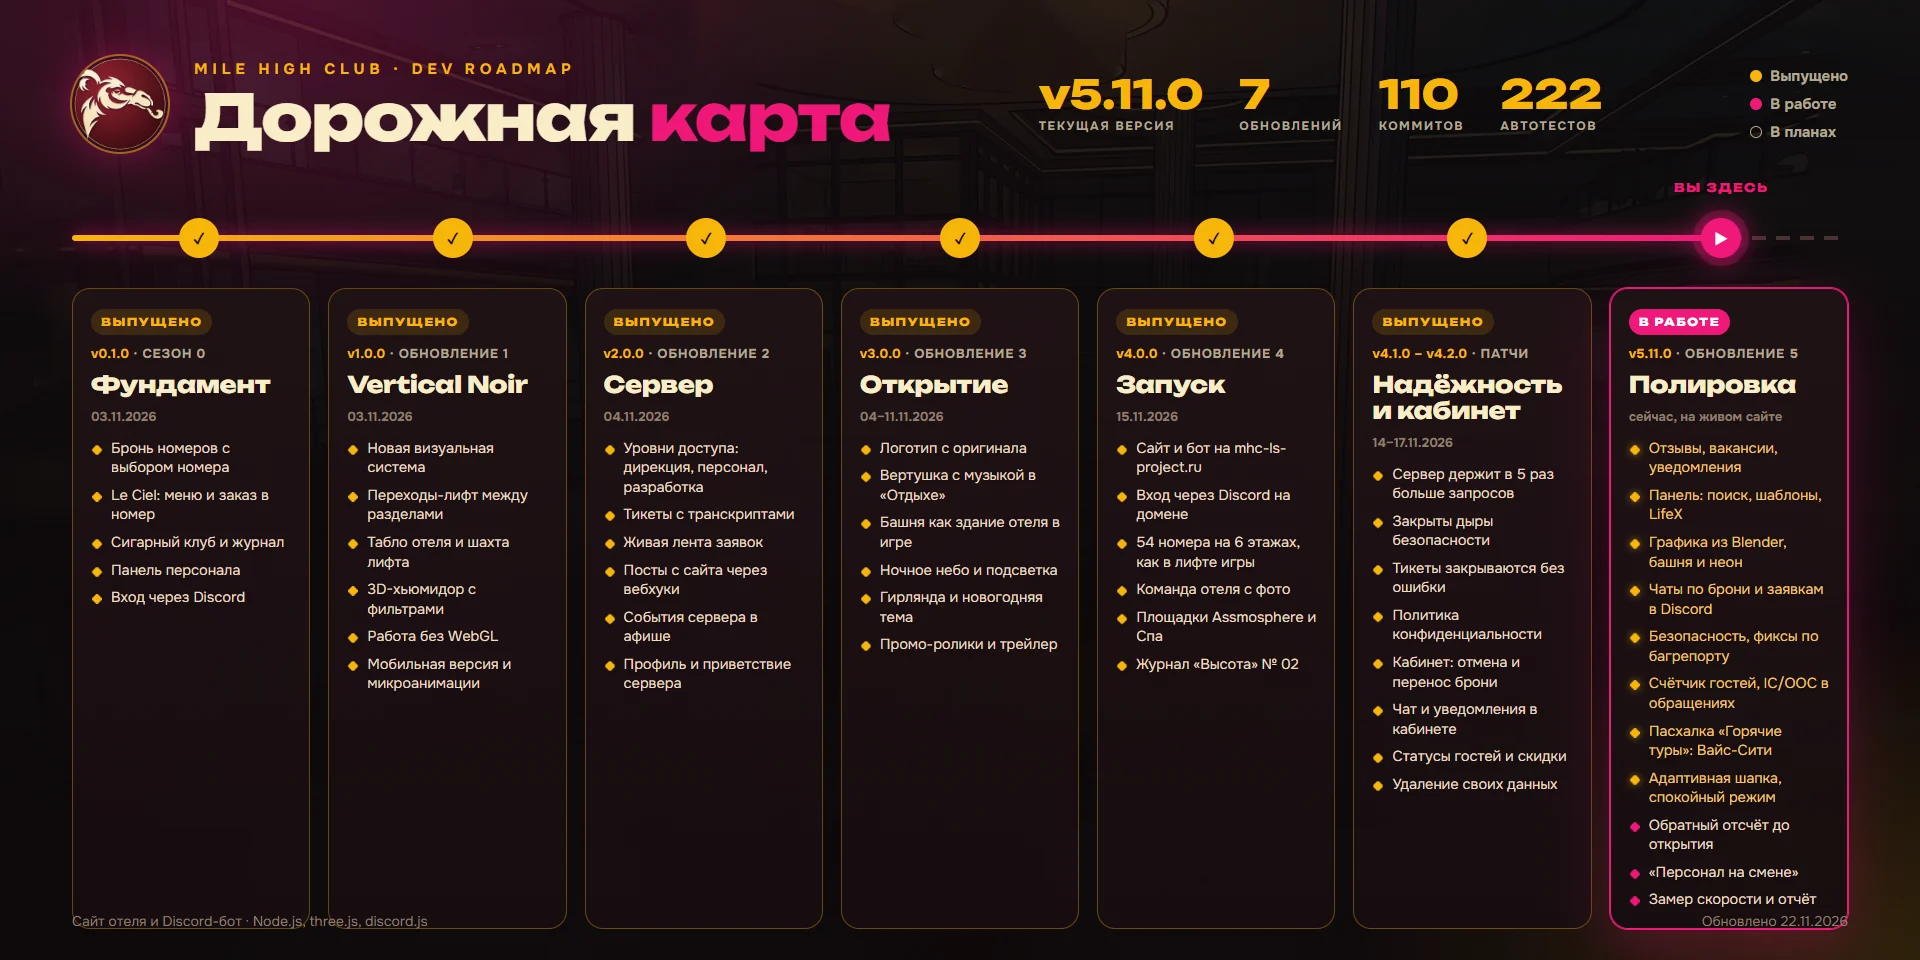 MILE HIGH CLUB · DEV ROADMAP
Дорожная карта
v5.11.0
ТЕКУЩАЯ ВЕРСИЯ
7
ОБНОВЛЕНИЙ
110
КОММИТОВ
222
АВТОТЕСТОВ
Выпущено
В работе
В планах
ВЫ ЗДЕСЬ
ВЫПУЩЕНО
v0.1.0 · СЕЗОН 0
Фундамент
03.11.2026
Бронь номеров с
выбором номера
Le Ciel: меню и заказ в
номер
Сигарный клуб и журнал
Панель персонала
Вход через Discord
ВЫПУЩЕНО
v1.0.0 · ОБНОВЛЕНИЕ 1
Vertical Noir
03.11.2026
Новая визуальная
система
Переходы-лифт между
разделами
Табло отеля и шахта
лифта
3D-хьюмидор с
фильтрами
Работа без WebGL
Мобильная версия и
микроанимации
ВЫПУЩЕНО
v2.0.0 · ОБНОВЛЕНИЕ 2
Сервер
04.11.2026
Уровни доступа:
дирекция, персонал,
разработка
Тикеты с транскриптами
Живая лента заявок
Посты с сайта через
вебхуки
События сервера в
афише
Профиль и приветствие
сервера
ВЫПУЩЕНО
v3.0.0 · ОБНОВЛЕНИЕ 3
Открытие
04–11.11.2026
Логотип с оригинала
Вертушка с музыкой в
«Отдыхе»
Башня как здание отеля в
игре
Ночное небо и подсветка
Гирлянда и новогодняя
тема
Промо-ролики и трейлер
ВЫПУЩЕНО
v4.0.0 · ОБНОВЛЕНИЕ 4
Запуск
15.11.2026
Сайт и бот на mhc-ls-
project.ru
Вход через Discord на
домене
54 номера на 6 этажах,
как в лифте игры
Команда отеля с фото
Площадки Assmosphere и
Спа
Журнал «Высота» № 02
ВЫПУЩЕНО
v4.1.0 – v4.2.0 · ПАТЧИ
Надёжность
и кабинет
14–17.11.2026
Сервер держит в 5 раз
больше запросов
Закрыты дыры
безопасности
Тикеты закрываются без
ошибки
Политика
конфиденциальности
Кабинет: отмена и
перенос брони
Чат и уведомления в
кабинете
Статусы гостей и скидки
Удаление своих данных
В РАБОТЕ
v5.11.0 · ОБНОВЛЕНИЕ 5
Полировка
сейчас, на живом сайте
Отзывы, вакансии,
уведомления
Панель: поиск, шаблоны,
LifeX
Графика из Blender,
башня и неон
Чаты по брони и заявкам
в Discord
Безопасность, фиксы по
багрепорту
Счётчик гостей, IC/OOC в
обращениях
Пасхалка «Горячие
туры»: Вайс-Сити
Адаптивная шапка,
спокойный режим
Обратный отсчёт до
открытия
«Персонал на смене»
Замер скорости и отчёт
Сайт отеля и Discord-бот · Node.js, three.js, discord.js
Обновлено 22.11.2026